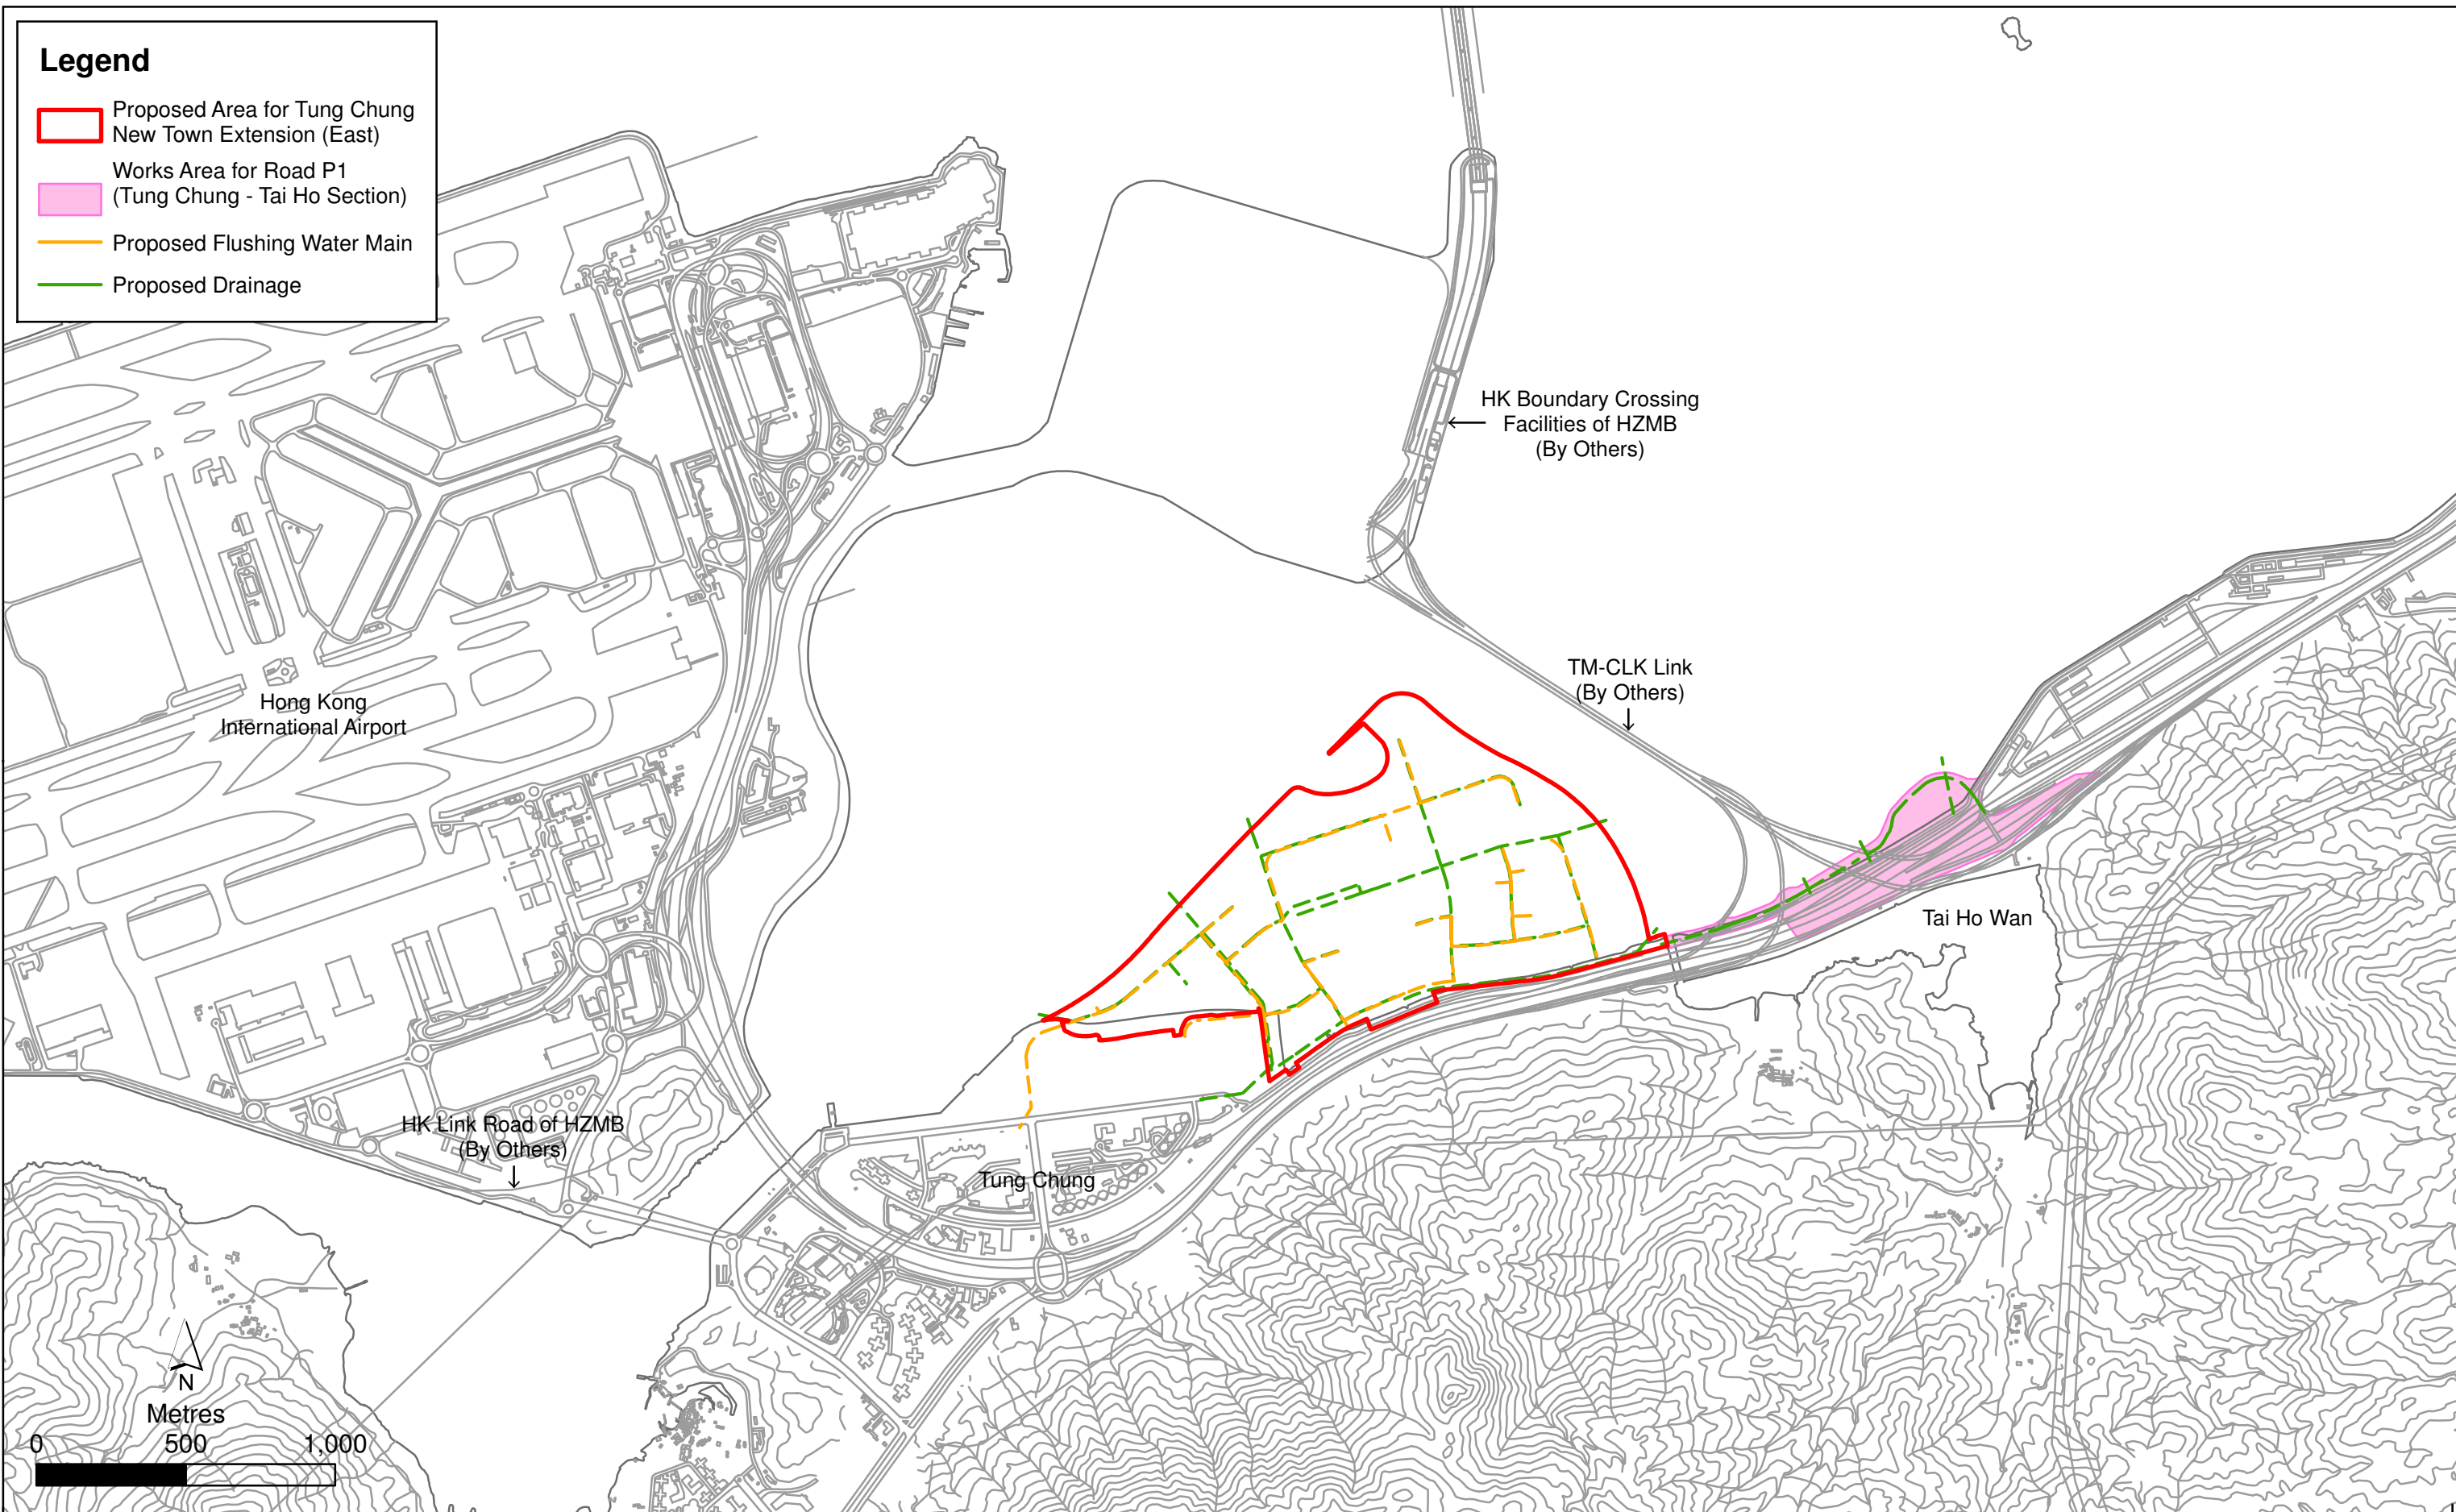 Legend
Proposed Area for Tung Chung
New Town Extension (East)
Works Area for Road P1
(Tung Chung - Tai Ho Section)
Proposed Flushing Water Main
Proposed Drainage
HK Boundary Crossing
Facilities of HZMB
(By Others)
TM-CLK Link
(By Others)
Hong Kong
International Airport
Tai Ho Wan
HK Link Road of HZMB
(By Others)
Tung Chung
N
Metres
0 500 1,000